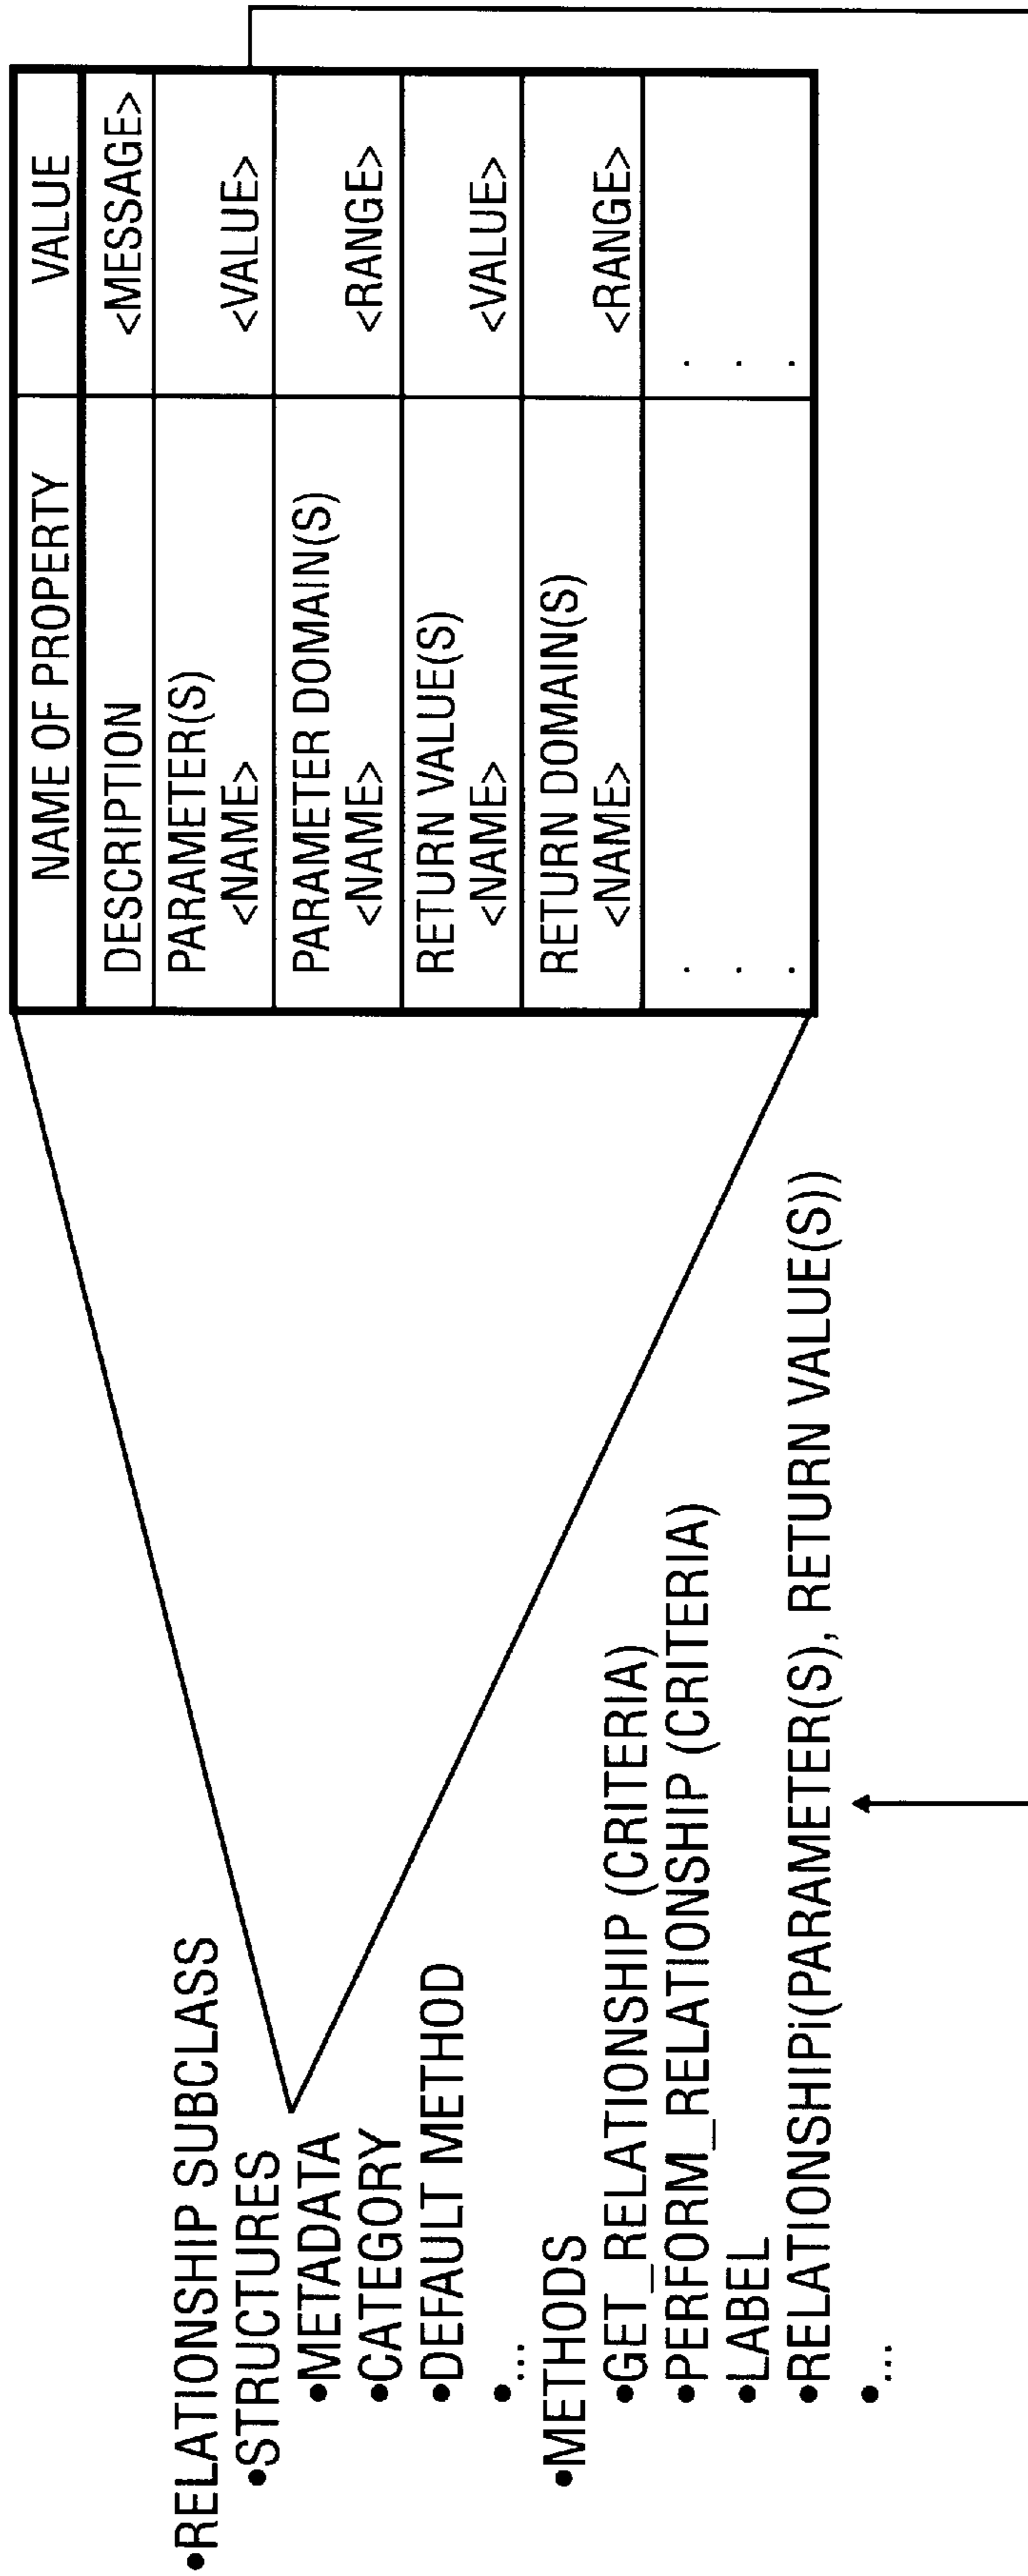 •RELATIONSHIP SUBCLASS
•STRUCTURES
•METADATA
•CATEGORY
•DEFAULT METHOD
•...
•METHODS
•GET_RELATIONSHIP (CRITERIA)
•PERFORM_RELATIONSHIP (CRITERIA)
•LABEL
•RELATIONSHIPi(PARAMETER(S), RETURN VALUE(S))
•...
NAME OF PROPERTY VALUE
DESCRIPTION <MESSAGE>
PARAMETER(S)
<NAME> <VALUE>
PARAMETER DOMAIN(S)
<NAME> <RANGE>
RETURN VALUE(S)
<NAME> <VALUE>
RETURN DOMAIN(S)
<NAME> <RANGE>
. .
. .
. .